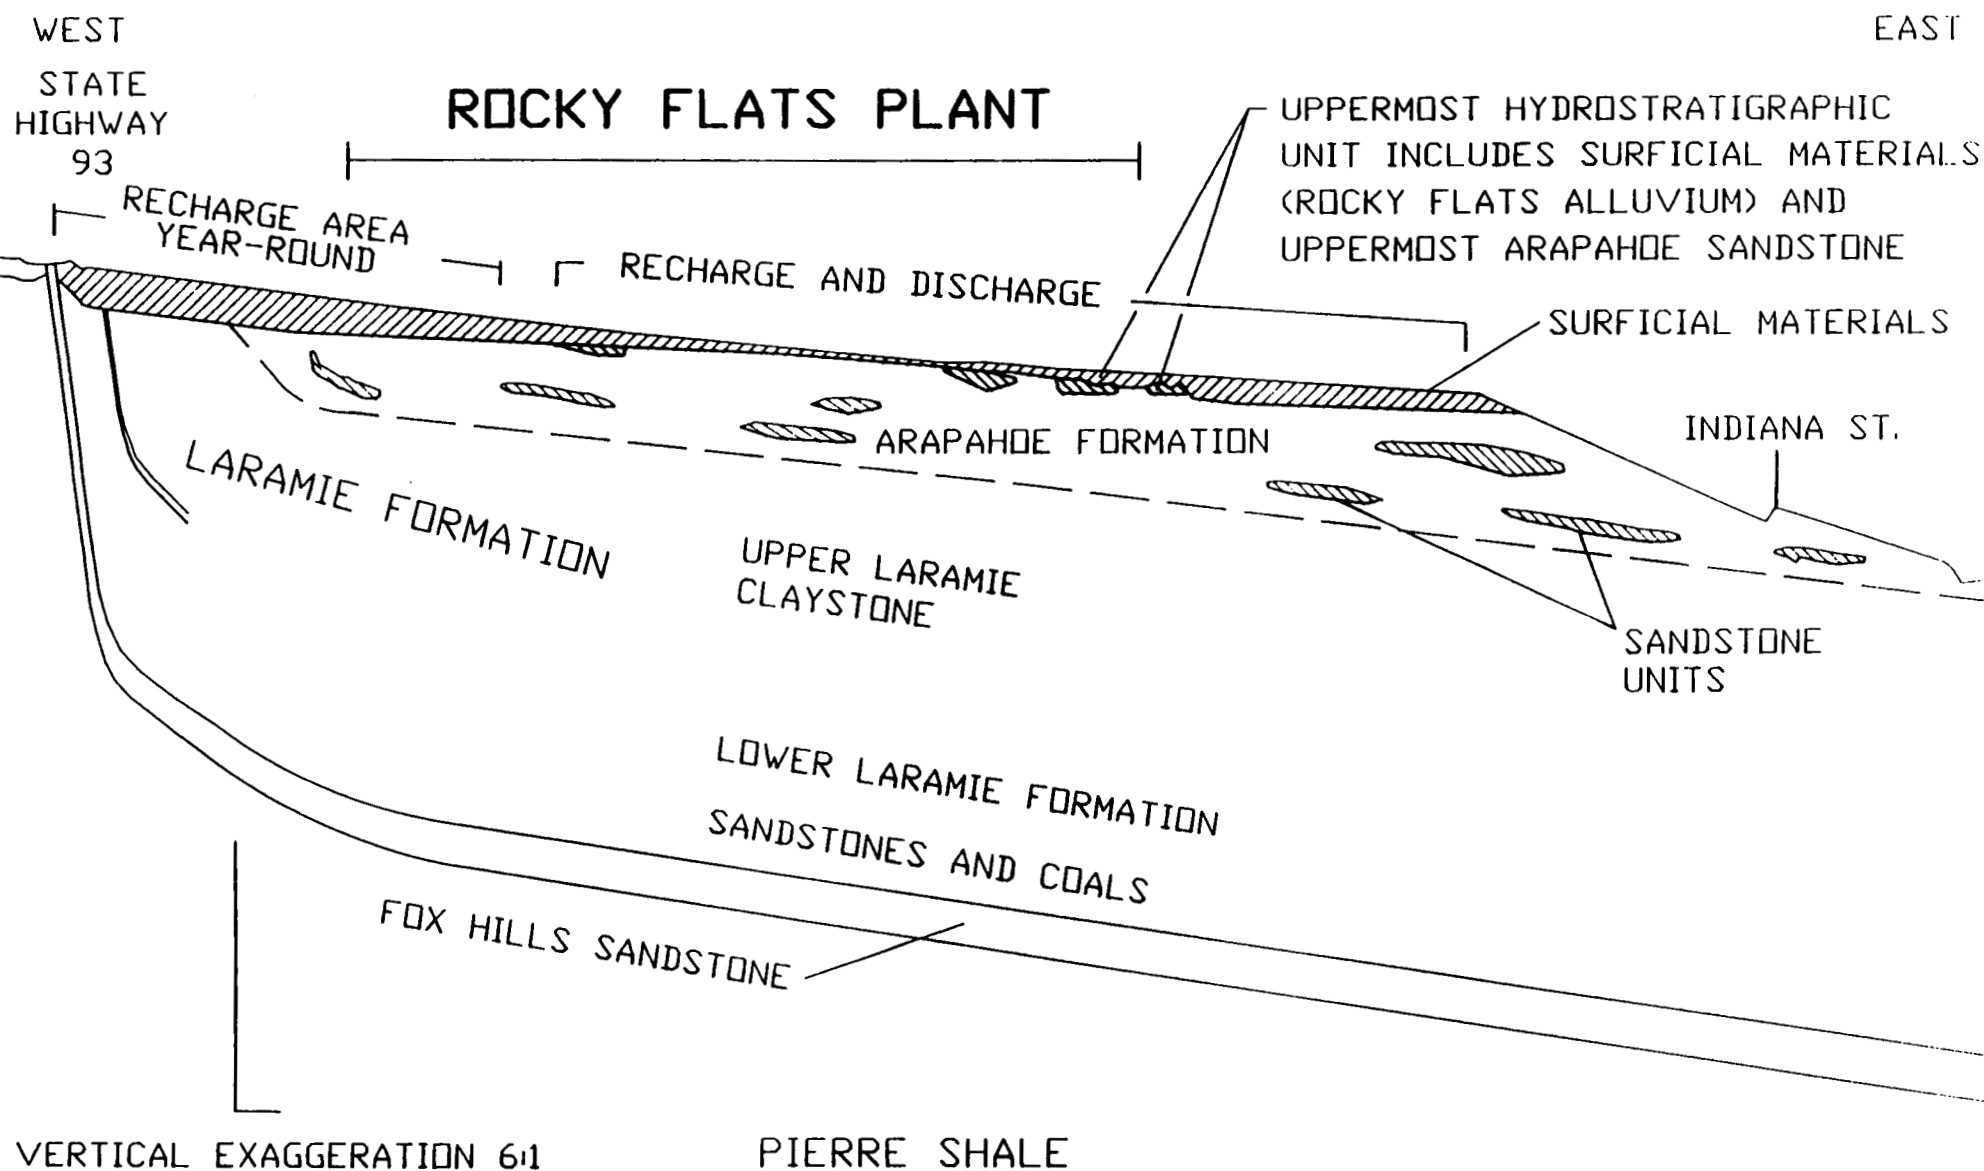 WEST
EAST
STATE
HIGHWAY
93
ROCKY FLATS PLANT
UPPERMOST HYDROSTRATIGRAPHIC
UNIT INCLUDES SURFICIAL MATERIALS
(ROCKY FLATS ALLUVIUM) AND
UPPERMOST ARAPAHOE SANDSTONE
RECHARGE AREA
YEAR-ROUND
RECHARGE AND DISCHARGE
SURFICIAL MATERIALS
INDIANA ST.
ARAPAHOE FORMATION
LARAMIE FORMATION
UPPER LARAMIE
CLAYSTONE
SANDSTONE
UNITS
LOWER LARAMIE FORMATION
SANDSTONES AND COALS
FOX HILLS SANDSTONE
VERTICAL EXAGGERATION 6:1
PIERRE SHALE